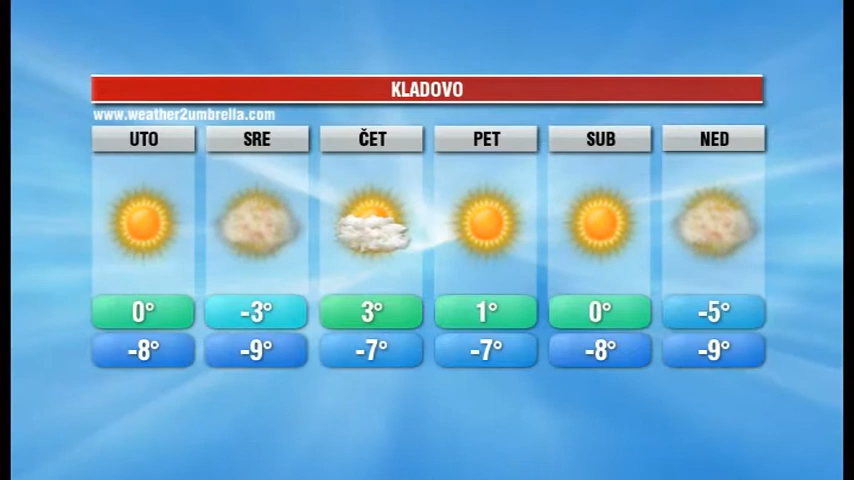 KLADOVO
www.weather2umbrella.com
UTO SRE ČET PET SUB NED
0° -3° 3° 1° 0° -5°
-8° -9° -7° -7° -8° -9°